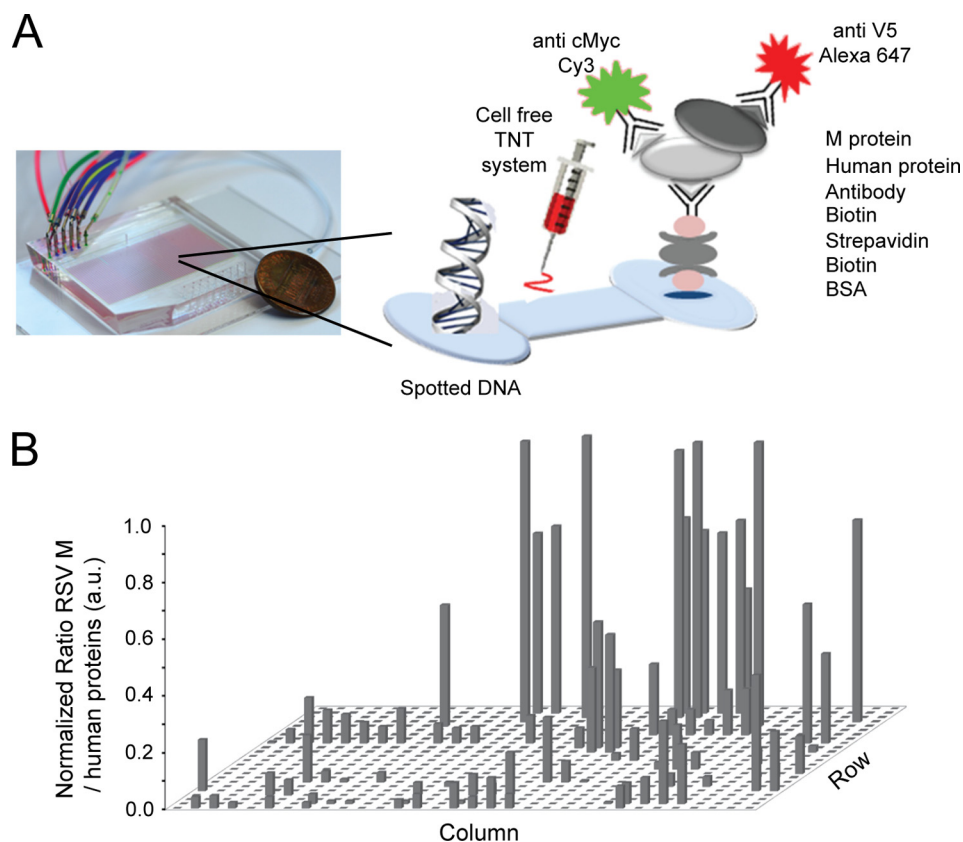 A
anti cMyc
Cy3
anti V5
Alexa 647
Cell free
TNT
system
M protein
Human protein
Antibody
Biotin
Strepavidin
Biotin
BSA
Spotted DNA
B
Normalized Ratio RSV M
/ human proteins (a.u.)
1.0
0.8
0.6
0.4
0.2
0.0
Column
Row